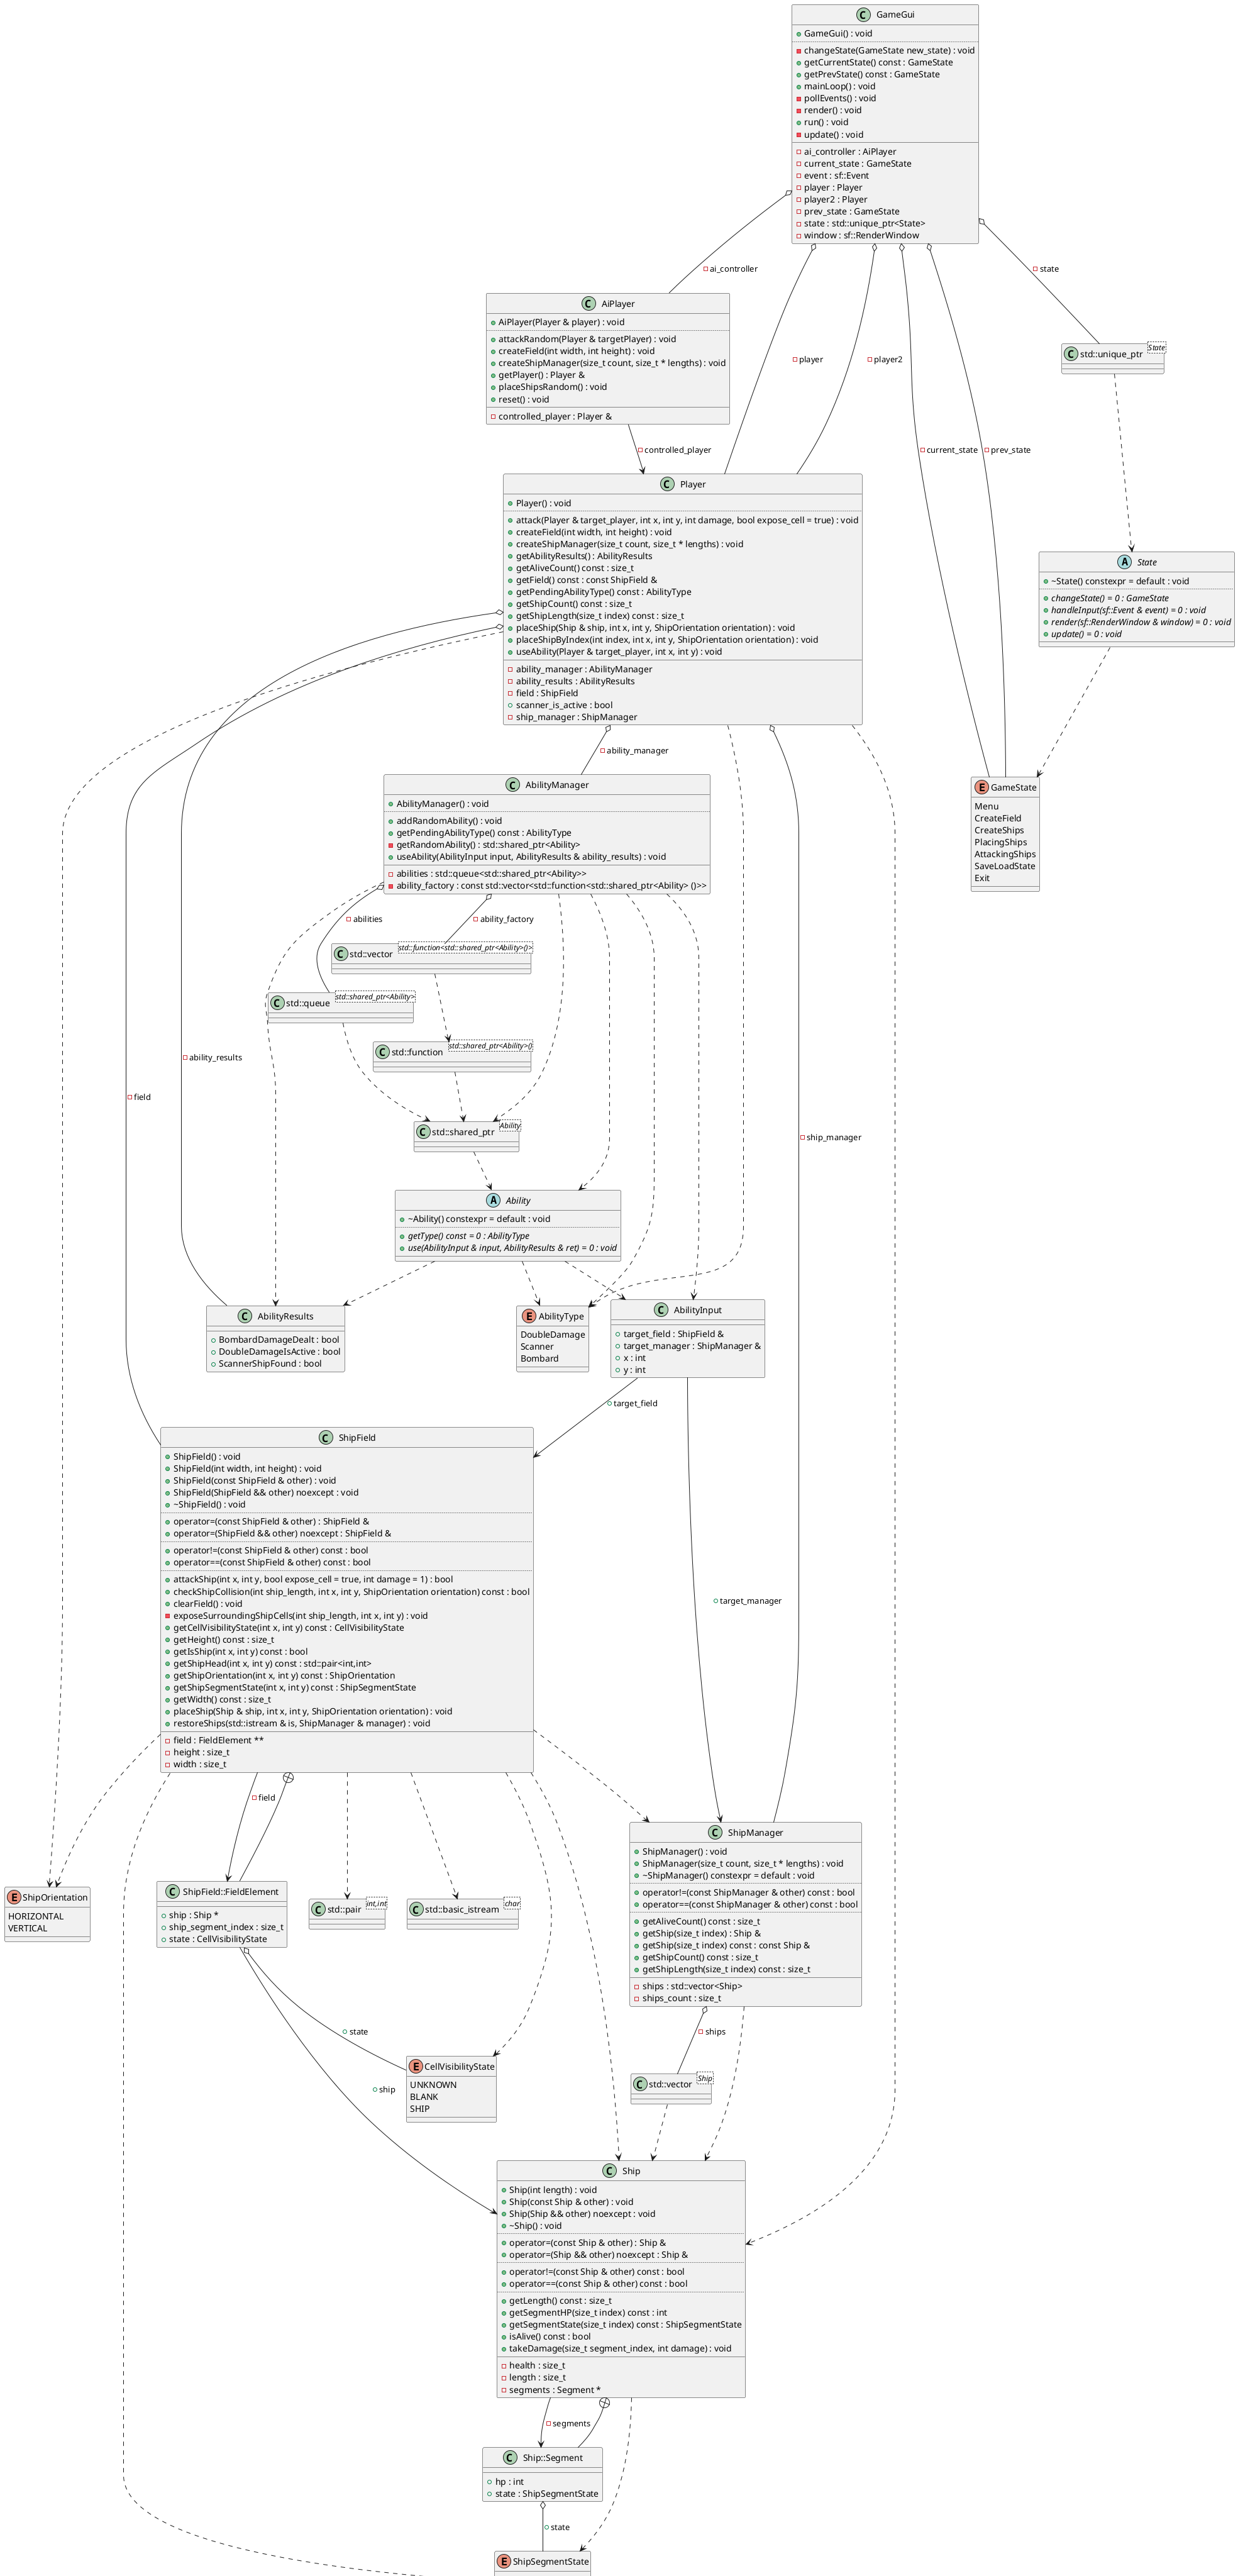 GameGui
GameGui() : void
changeState(GameState new_state) : void
getCurrentState() const : GameState
getPrevState() const : GameState
mainLoop() : void
pollEvents() : void
render() : void
run() : void
update() : void
ai_controller : AiPlayer
current_state : GameState
event : sf::Event
player : Player
player2 : Player
prev_state : GameState
state : std::unique_ptr<State>
window : sf::RenderWindow
ai_controller
state
AiPlayer
AiPlayer(Player & player) : void
attackRandom(Player & targetPlayer) : void
createField(int width, int height) : void
createShipManager(size_t count, size_t * lengths) : void
getPlayer() : Player &
placeShipsRandom() : void
reset() : void
controlled_player : Player &
player
player2
std::unique_ptr
State
controlled_player
current_state
prev_state
Player
Player() : void
attack(Player & target_player, int x, int y, int damage, bool expose_cell = true) : void
createField(int width, int height) : void
createShipManager(size_t count, size_t * lengths) : void
getAbilityResults() : AbilityResults
getAliveCount() const : size_t
getField() const : const ShipField &
getPendingAbilityType() const : AbilityType
getShipCount() const : size_t
getShipLength(size_t index) const : size_t
placeShip(Ship & ship, int x, int y, ShipOrientation orientation) : void
placeShipByIndex(int index, int x, int y, ShipOrientation orientation) : void
useAbility(Player & target_player, int x, int y) : void
ability_manager : AbilityManager
ability_results : AbilityResults
field : ShipField
scanner_is_active : bool
ship_manager : ShipManager
A State
~State() constexpr = default : void
changeState() = 0 : GameState
handleInput(sf::Event & event) = 0 : void
render(sf::RenderWindow & window) = 0 : void
update() = 0 : void
ability_manager
GameState
Menu
CreateField
CreateShips
PlacingShips
AttackingShips
SaveLoadState
Exit
AbilityManager
AbilityManager() : void
addRandomAbility() : void
getPendingAbilityType() const : AbilityType
getRandomAbility() : std::shared_ptr<Ability>
useAbility(AbilityInput input, AbilityResults & ability_results) : void
abilities : std::queue<std::shared_ptr<Ability>>
ability_factory : const std::vector<std::function<std::shared_ptr<Ability> ()>>
abilities
ability_factory
std::vector
std::function<std::shared_ptr<Ability>()>
std::queue
std::shared_ptr<Ability>
std::function
std::shared_ptr<Ability>()
ability_results
field
ship_manager
std::shared_ptr
Ability
A Ability
~Ability() constexpr = default : void
getType() const = 0 : AbilityType
use(AbilityInput & input, AbilityResults & ret) = 0 : void
AbilityResults
BombardDamageDealt : bool
DoubleDamageIsActive : bool
ScannerShipFound : bool
AbilityType
DoubleDamage
Scanner
Bombard
AbilityInput
target_field : ShipField &
target_manager : ShipManager &
x : int
y : int
target_field
ShipField
ShipField() : void
ShipField(int width, int height) : void
ShipField(const ShipField & other) : void
ShipField(ShipField && other) noexcept : void
~ShipField() : void
operator=(const ShipField & other) : ShipField &
operator=(ShipField && other) noexcept : ShipField &
operator!=(const ShipField & other) const : bool
operator==(const ShipField & other) const : bool
attackShip(int x, int y, bool expose_cell = true, int damage = 1) : bool
checkShipCollision(int ship_length, int x, int y, ShipOrientation orientation) const : bool
clearField() : void
exposeSurroundingShipCells(int ship_length, int x, int y) : void
getCellVisibilityState(int x, int y) const : CellVisibilityState
getHeight() const : size_t
getIsShip(int x, int y) const : bool
getShipHead(int x, int y) const : std::pair<int,int>
getShipOrientation(int x, int y) const : ShipOrientation
getShipSegmentState(int x, int y) const : ShipSegmentState
getWidth() const : size_t
placeShip(Ship & ship, int x, int y, ShipOrientation orientation) : void
restoreShips(std::istream & is, ShipManager & manager) : void
field : FieldElement **
height : size_t
width : size_t
target_manager
field
ShipOrientation
HORIZONTAL
VERTICAL
ShipField::FieldElement
ship : Ship *
ship_segment_index : size_t
state : CellVisibilityState
std::pair
int,int
std::basic_istream
char
ShipManager
ShipManager() : void
ShipManager(size_t count, size_t * lengths) : void
~ShipManager() constexpr = default : void
operator!=(const ShipManager & other) const : bool
operator==(const ShipManager & other) const : bool
getAliveCount() const : size_t
getShip(size_t index) : Ship &
getShip(size_t index) const : const Ship &
getShipCount() const : size_t
getShipLength(size_t index) const : size_t
ships : std::vector<Ship>
ships_count : size_t
state
ships
ship
CellVisibilityState
UNKNOWN
BLANK
SHIP
std::vector
Ship
Ship
Ship(int length) : void
Ship(const Ship & other) : void
Ship(Ship && other) noexcept : void
~Ship() : void
operator=(const Ship & other) : Ship &
operator=(Ship && other) noexcept : Ship &
operator!=(const Ship & other) const : bool
operator==(const Ship & other) const : bool
getLength() const : size_t
getSegmentHP(size_t index) const : int
getSegmentState(size_t index) const : ShipSegmentState
isAlive() const : bool
takeDamage(size_t segment_index, int damage) : void
health : size_t
length : size_t
segments : Segment *
segments
Ship::Segment
hp : int
state : ShipSegmentState
state
ShipSegmentState